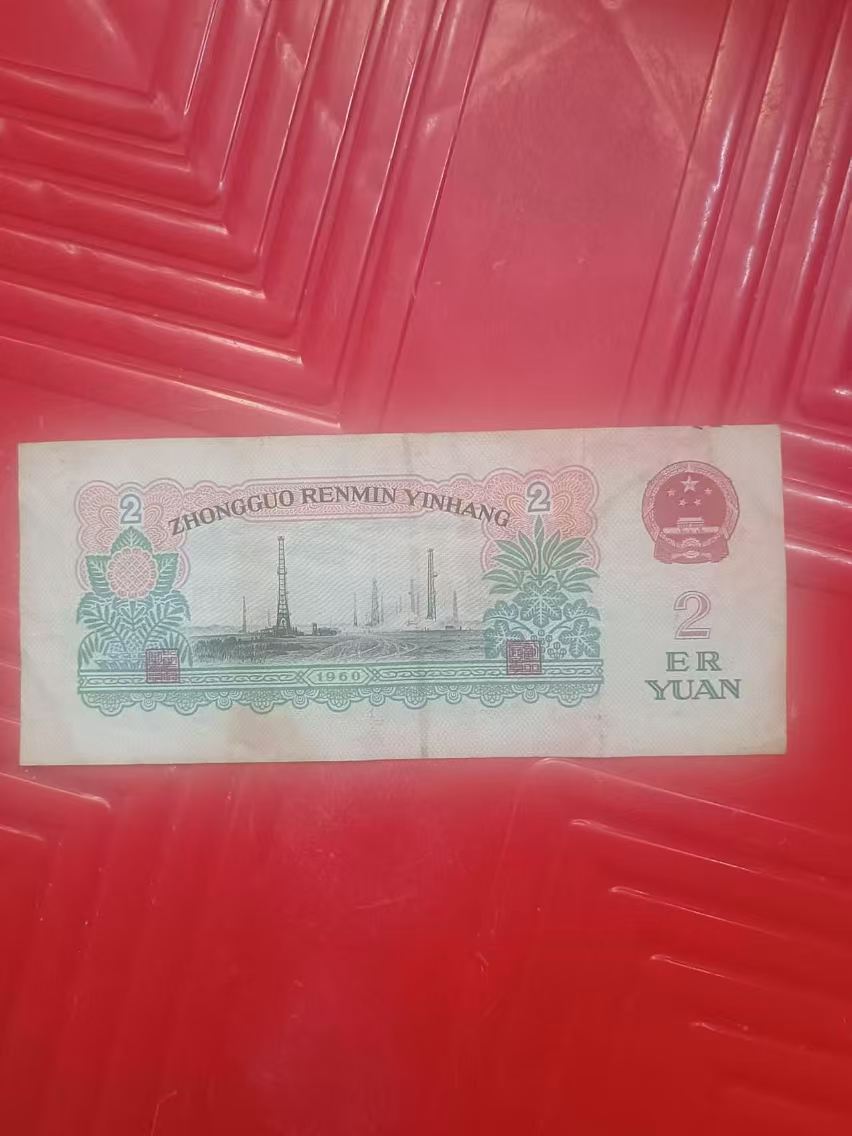 2
ZHONGGUO RENMIN YINHANG
2
1960
2
ER
YUAN